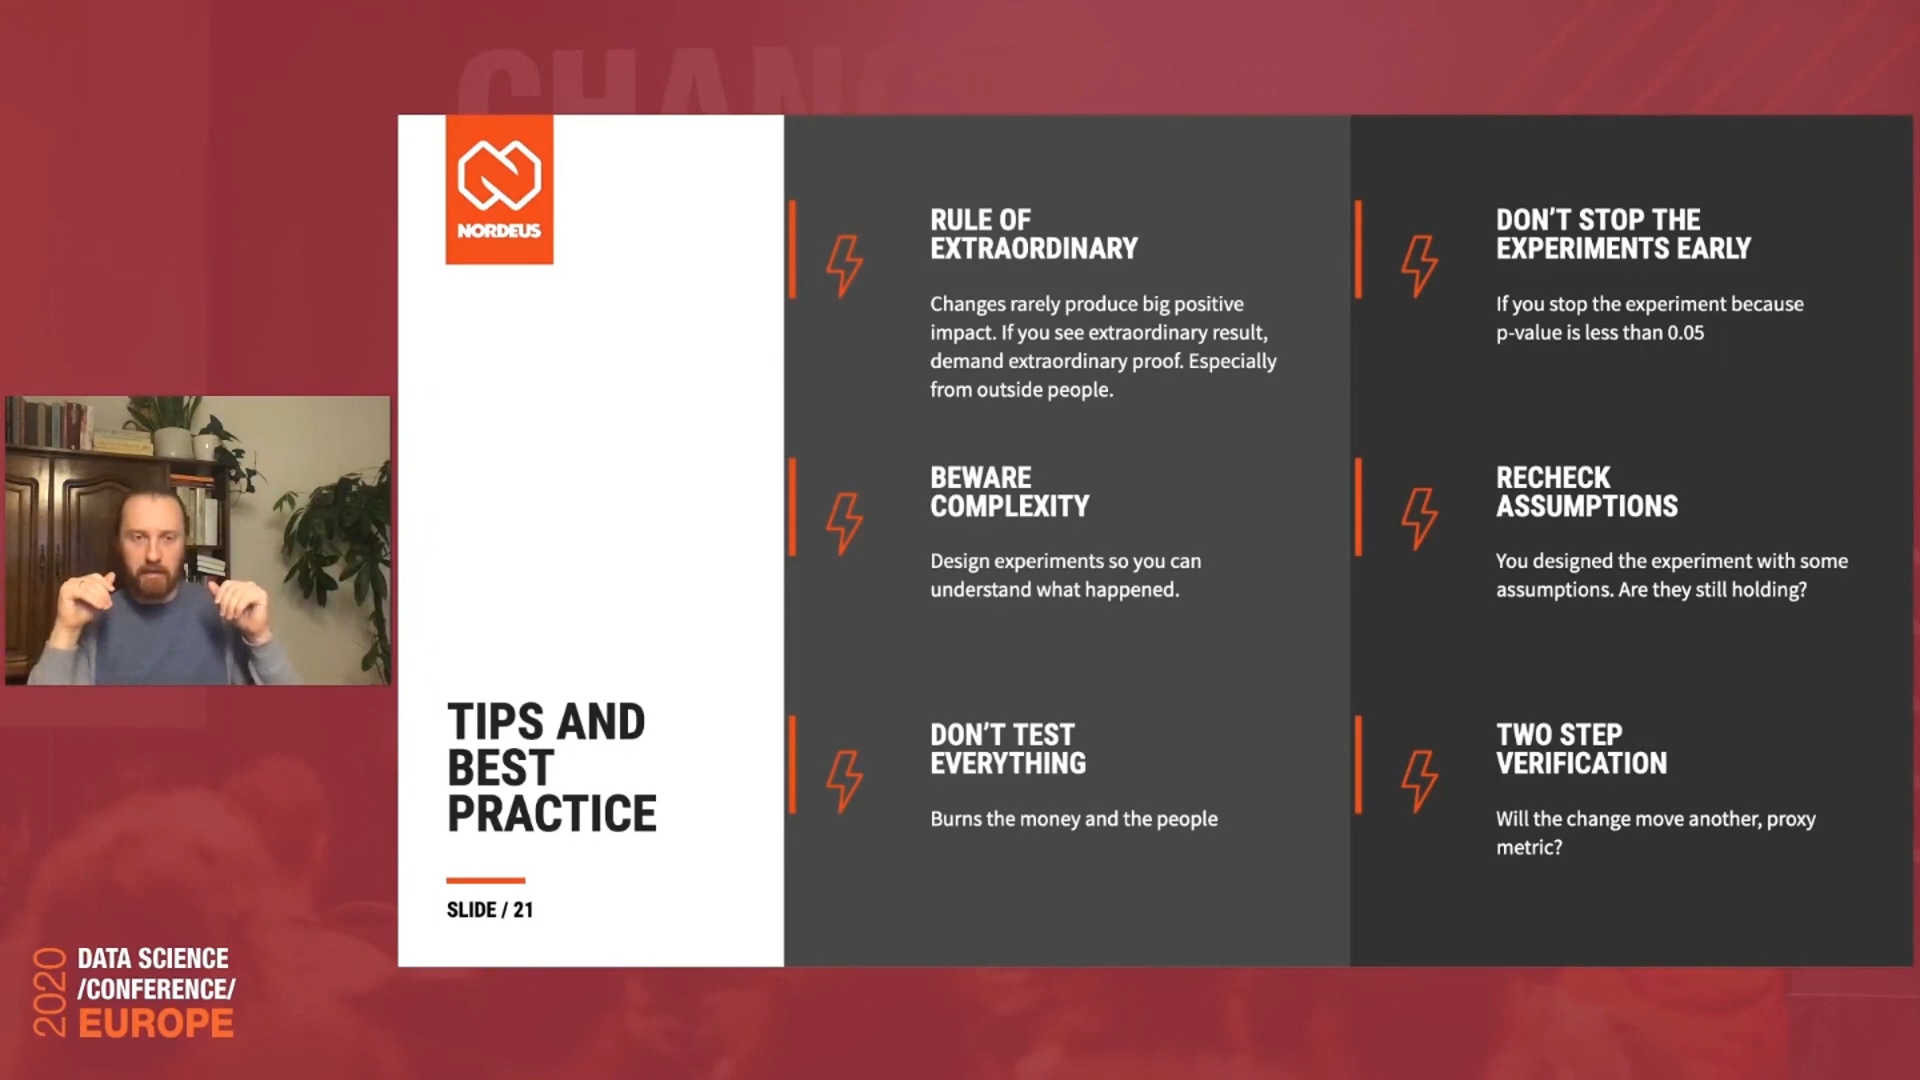 CHANGE
NORDEUS
TIPS AND
BEST
PRACTICE
SLIDE / 21
RULE OF
EXTRAORDINARY
Changes rarely produce big positive
impact. If you see extraordinary result,
demand extraordinary proof. Especially
from outside people.
BEWARE
COMPLEXITY
Design experiments so you can
understand what happened.
DON’T TEST
EVERYTHING
Burns the money and the people
DON’T STOP THE
EXPERIMENTS EARLY
If you stop the experiment because
p-value is less than 0.05
RECHECK
ASSUMPTIONS
You designed the experiment with some
assumptions. Are they still holding?
TWO STEP
VERIFICATION
Will the change move another, proxy
metric?
2020
DATA SCIENCE
/CONFERENCE/
EUROPE